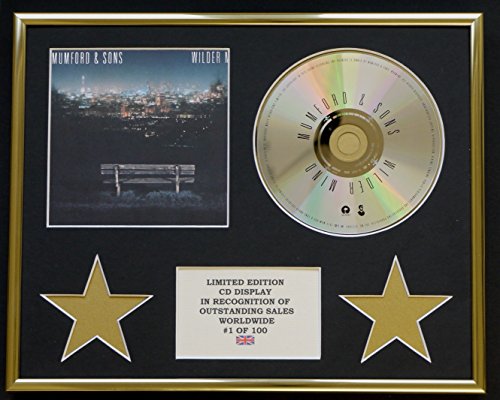 MUMFORD & SONS WILDER M
MUMFORD & SONS WILDER MIND
LIMITED EDITION
CD DISPLAY
IN RECOGNITION OF
OUTSTANDING SALES
WORLDWIDE
#1 OF 100